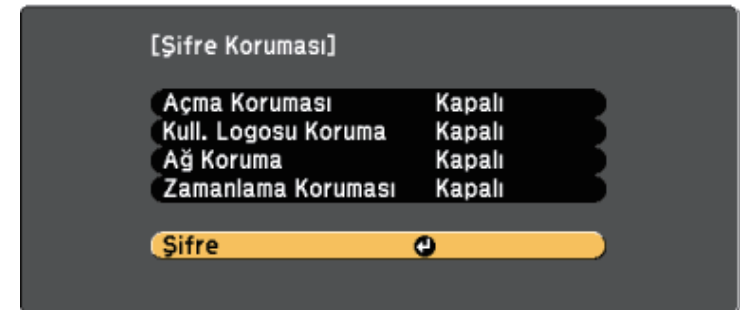 [Şifre Koruması]
Açma Koruması Kapalı
Kull. Logosu Koruma Kapalı
Ağ Koruma Kapalı
Zamanlama Koruması Kapalı
Şifre